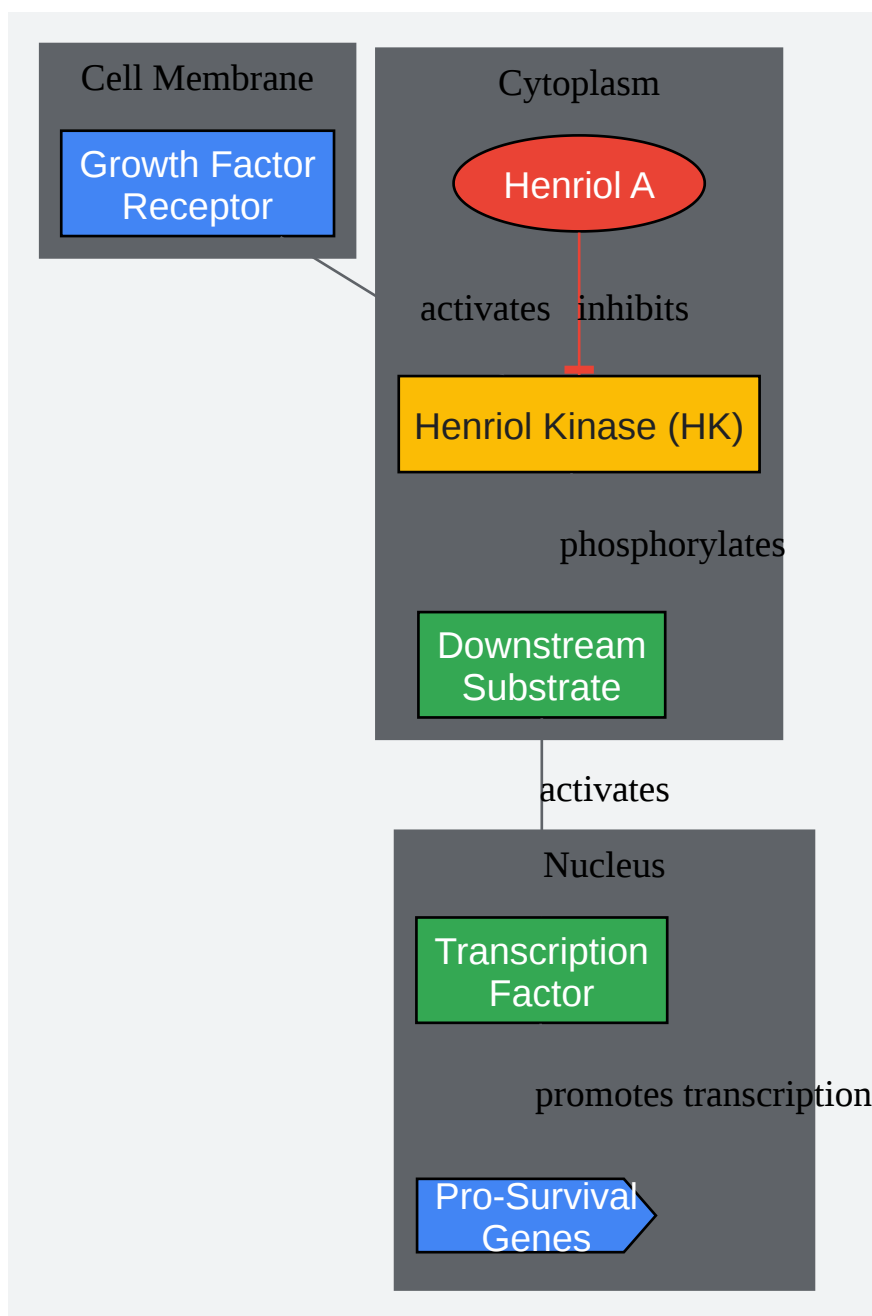 Cell Membrane
Growth Factor
Receptor
Cytoplasm
Henriol A
activates
inhibits
Henriol Kinase (HK)
phosphorylates
Downstream
Substrate
activates
Nucleus
Transcription
Factor
promotes transcription
Pro-Survival
Genes